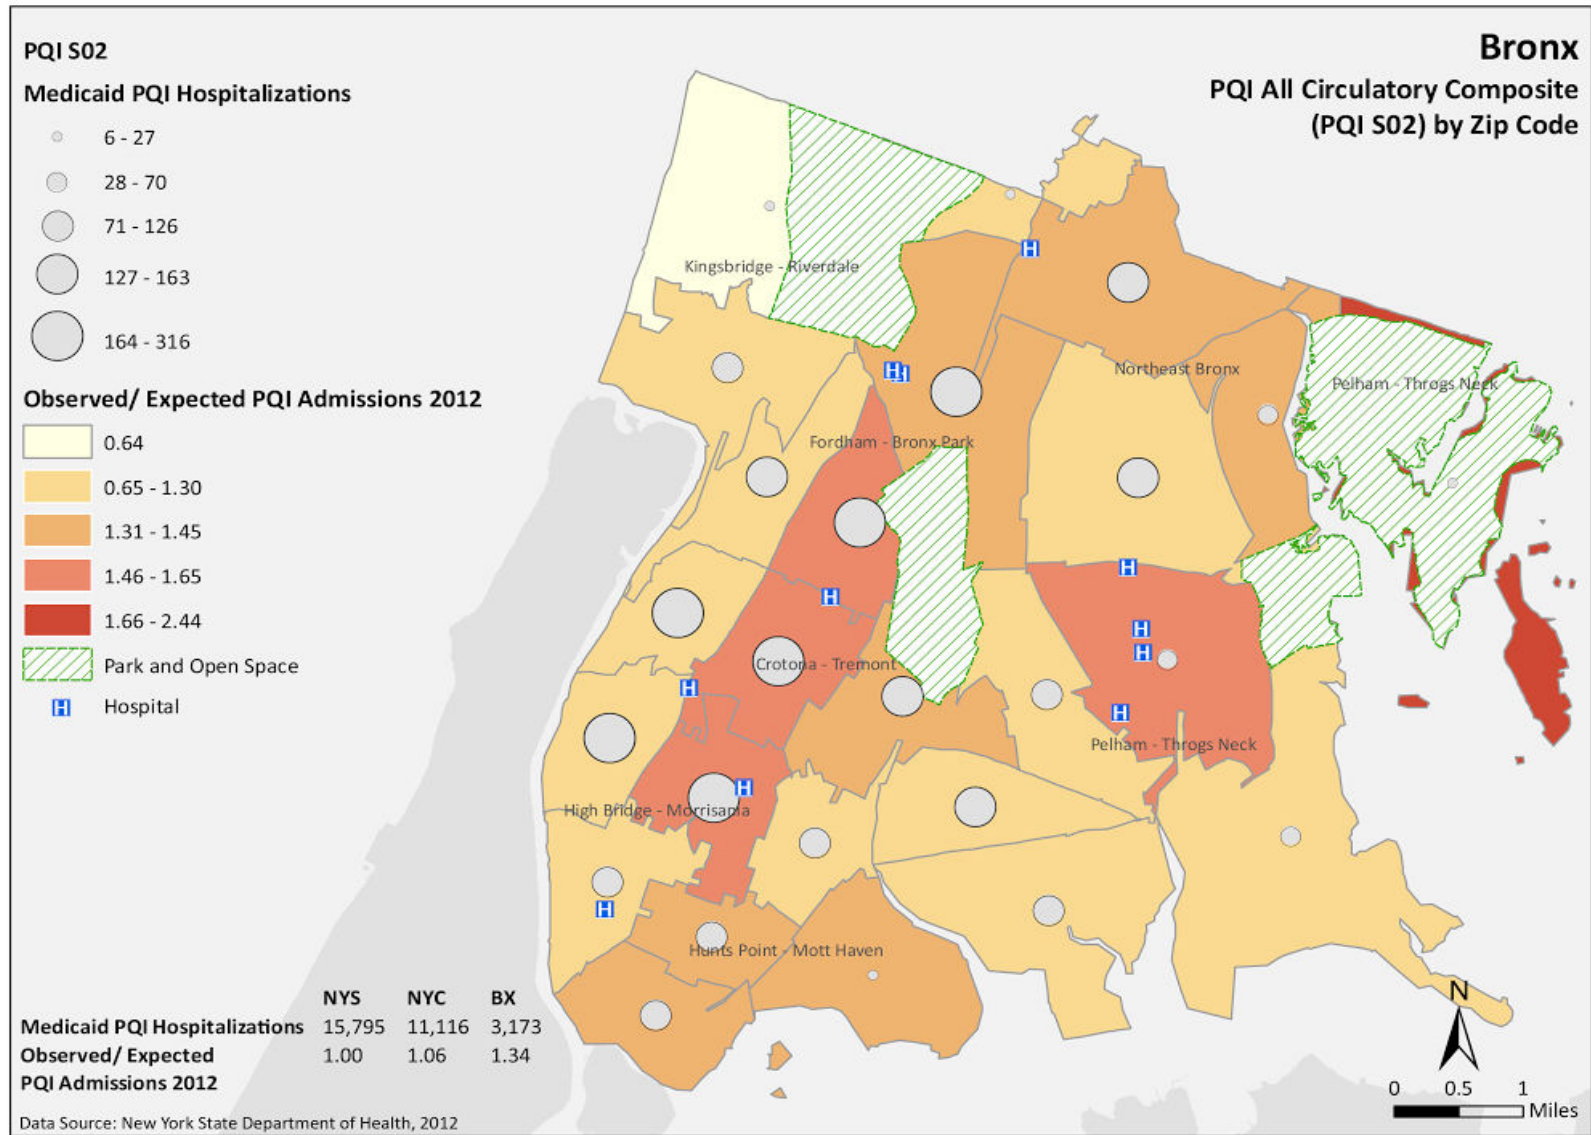 PQI S02
Medicaid PQI Hospitalizations
6 - 27
28 - 70
71 - 126
127 - 163
164 - 316
Observed/ Expected PQI Admissions 2012
0.64
0.65 - 1.30
1.31 - 1.45
1.46 - 1.65
1.66 - 2.44
Park and Open Space
H Hospital
Bronx
PQI All Circulatory Composite
(PQI S02) by Zip Code
Kingsbridge - Riverdale
H
Northeast Bronx
H H
Pelham - Throgs Neck
Fordham - Bronx Park
H
H
H
H
Crotona - Tremont
H
H
Pelham - Throgs Neck
H
High Bridge - Morrisania
H
Hunts Point - Mott Haven
NYS NYC BX
Medicaid PQI Hospitalizations 15,795 11,116 3,173
Observed/ Expected 1.00 1.06 1.34
PQI Admissions 2012
Data Source: New York State Department of Health, 2012
N
0 0.5 1
Miles